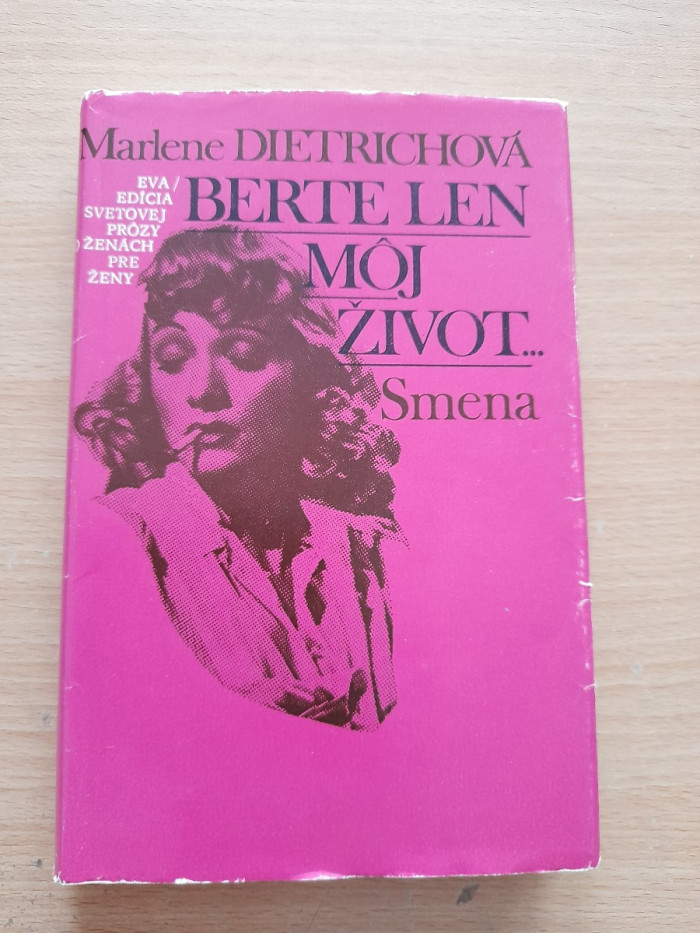 Marlene DIETRICHOVÁ
EVA/
EDÍCIA
SVETOVEJ
PRÓZY
O ŽENÁCH
PRE
ŽENY
BERTE LEN
MÔJ
ŽIVOT...
Smena